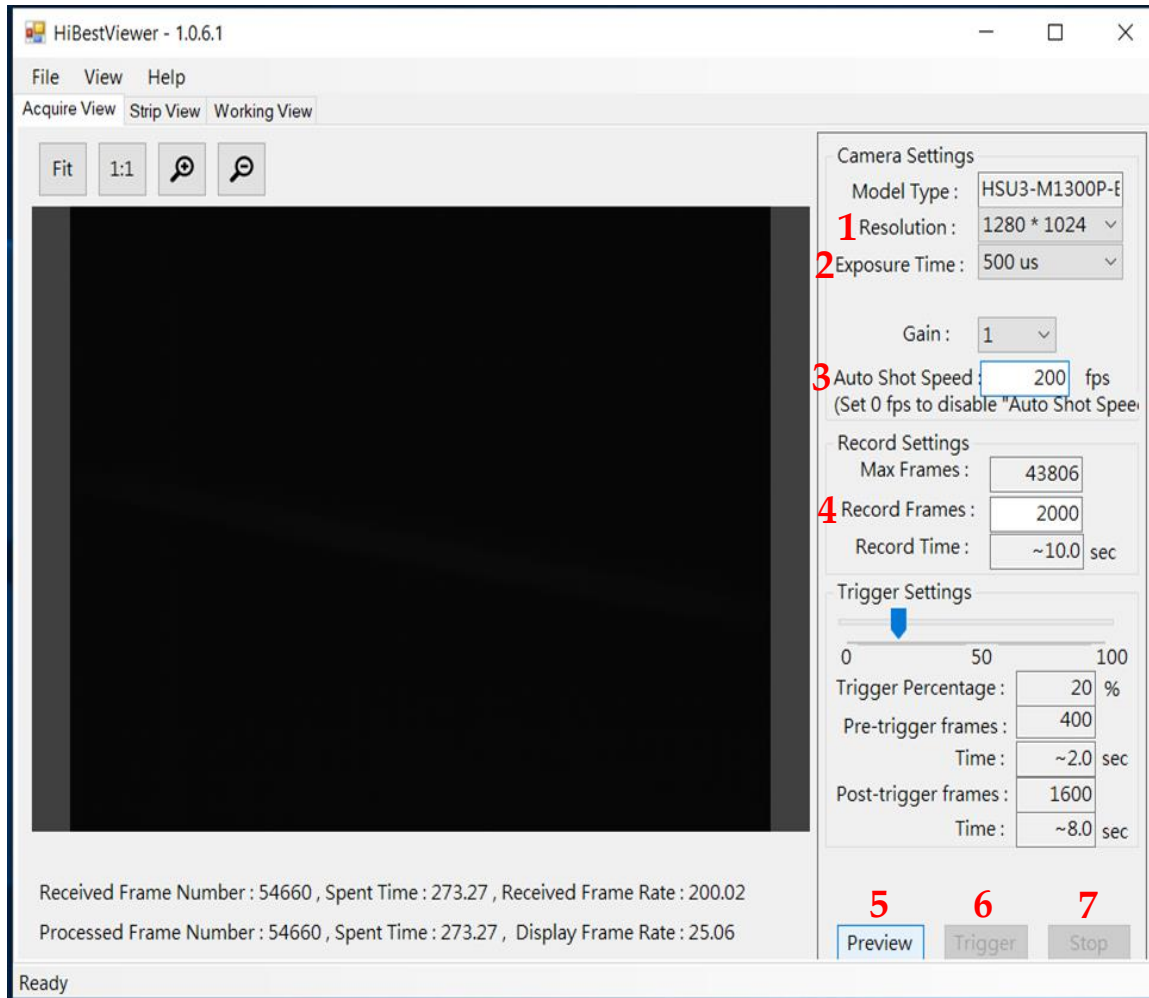 HiBestViewer - 1.0.6.1
File View Help
Acquire View Strip View Working View
Fit 1:1
Camera Settings
Model Type : HSU3-M1300P-E
1 Resolution : 1280 * 1024
2 Exposure Time : 500 us
Gain : 1
3 Auto Shot Speed : 200 fps
(Set 0 fps to disable "Auto Shot Spee
Record Settings
Max Frames : 43806
4 Record Frames : 2000
Record Time : ~10.0 sec
Trigger Settings
0 50 100
Trigger Percentage : 20 %
Pre-trigger frames : 400
Time : ~2.0 sec
Post-trigger frames : 1600
Time : ~8.0 sec
Received Frame Number : 54660 , Spent Time : 273.27 , Received Frame Rate : 200.02
Processed Frame Number : 54660 , Spent Time : 273.27 , Display Frame Rate : 25.06
5 6 7
Preview Trigger Stop
Ready